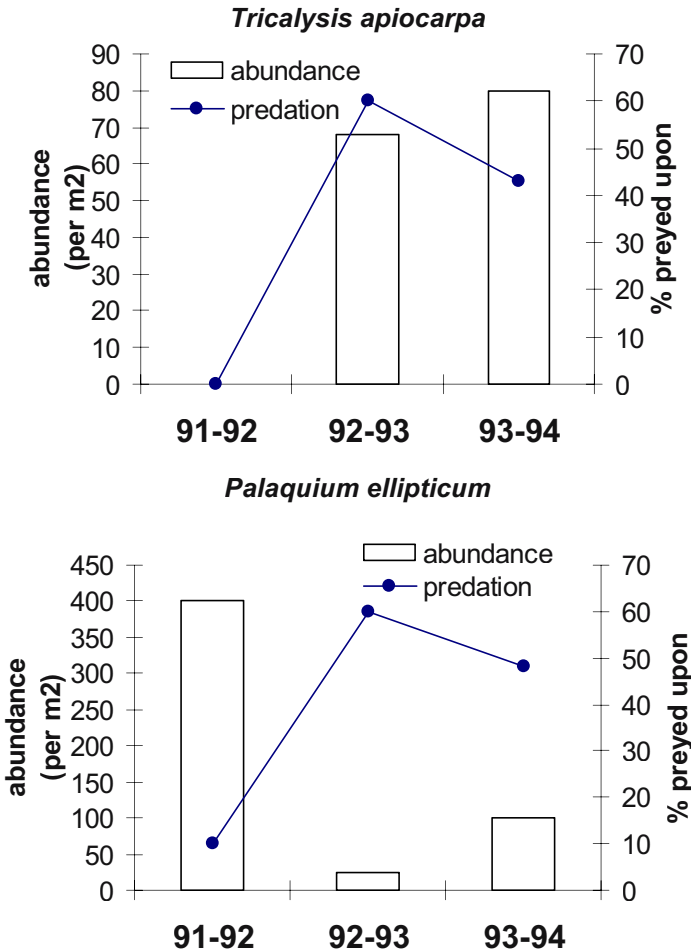 Tricalysis apiocarpa
abundance
predation
90
80
70
60
50
40
30
20
10
0
abundance
(per m2)
70
60
50
40
30
20
10
0
% preyed upon
91-92 92-93 93-94
Palaquium ellipticum
abundance
predation
450
400
350
300
250
200
150
100
50
0
abundance
(per m2)
70
60
50
40
30
20
10
0
% preyed upon
91-92 92-93 93-94